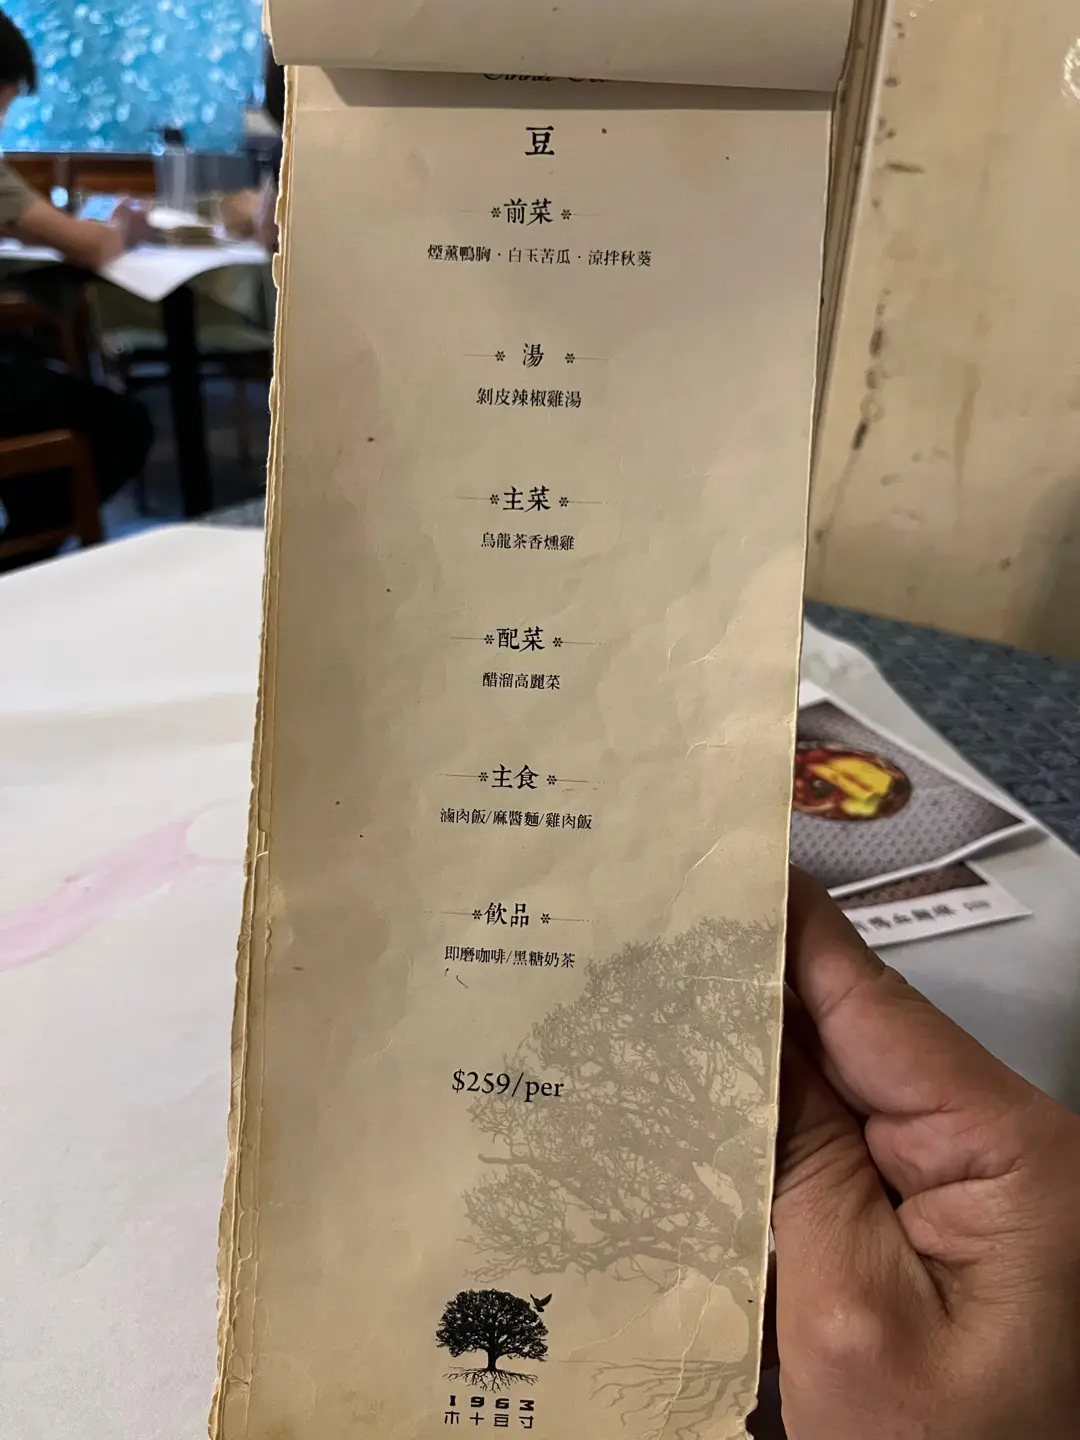 豆
前菜
煙薰鴨胸·白玉苦瓜·涼拌秋葵
湯
剝皮辣椒雞湯
主菜
烏龍茶香燻雞
配菜
醋溜高麗菜
主食
滷肉飯/麻醬麵/雞肉飯
飲品
即磨咖啡/黑糖奶茶
$259/per
1963
木十豆寸